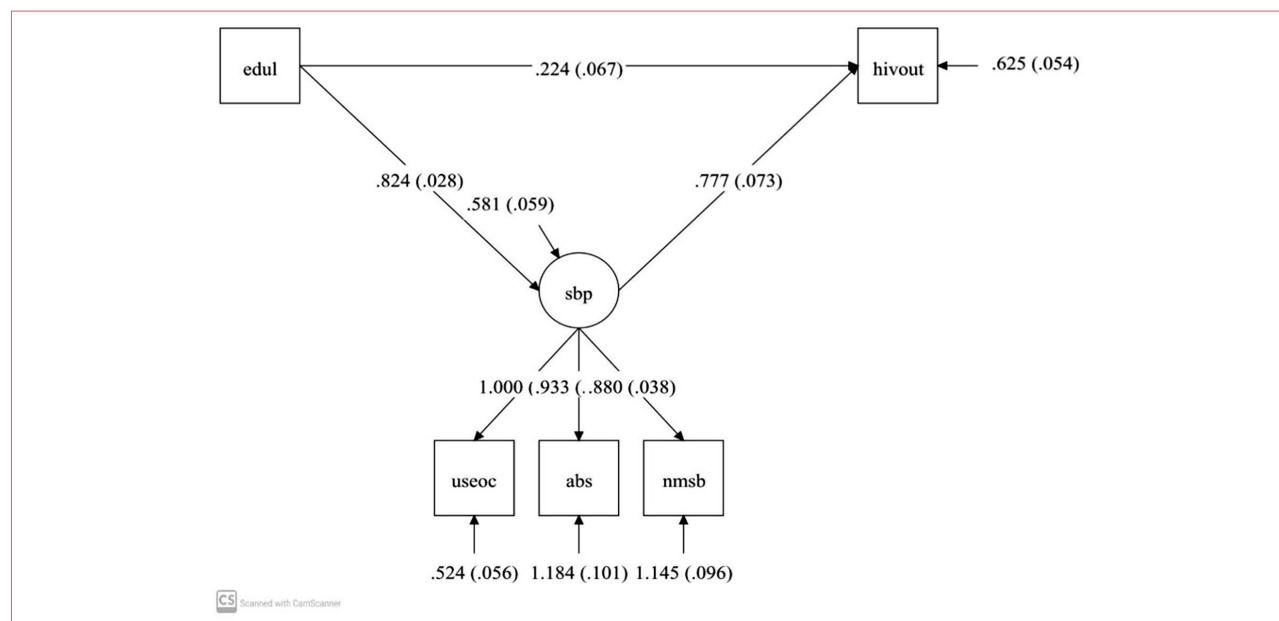 edul
.224 (.067)
hivout
.625 (.054)
.824 (.028)
.777 (.073)
.581 (.059)
sbp
1.000 (.933 (..880 (.038)
useoc
abs
nmsb
.524 (.056) 1.184 (.101) 1.145 (.096)
CS Scanned with CamScanner